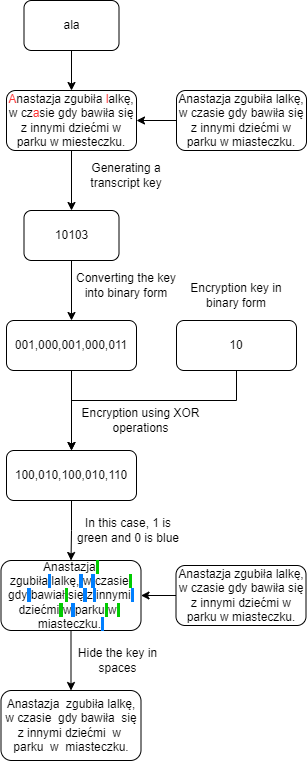 ala
Anastazja zgubiła lalkę,
w czasie gdy bawiła się
z innymi dziećmi w
parku w miesteczku.
Anastazja zgubiła lalkę,
w czasie gdy bawiła się
z innymi dziećmi w
parku w miasteczku.
Generating a
transcript key
10103
Converting the key
into binary form
Encryption key in
binary form
001,000,001,000,011
10
Encryption using XOR
operations
100,010,100,010,110
In this case, 1 is
green and 0 is blue
Anastazja
zgubiła lalkę, w czasie
gdy bawiał się z innymi
dziećmi w parku w
miasteczku.
Anastazja zgubiła lalkę,
w czasie gdy bawiła się
z innymi dziećmi w
parku w miasteczku.
Hide the key in
spaces
Anastazja  zgubiła lalkę,
w czasie  gdy bawiła  się
z innymi dziećmi  w
parku  w  miasteczku.